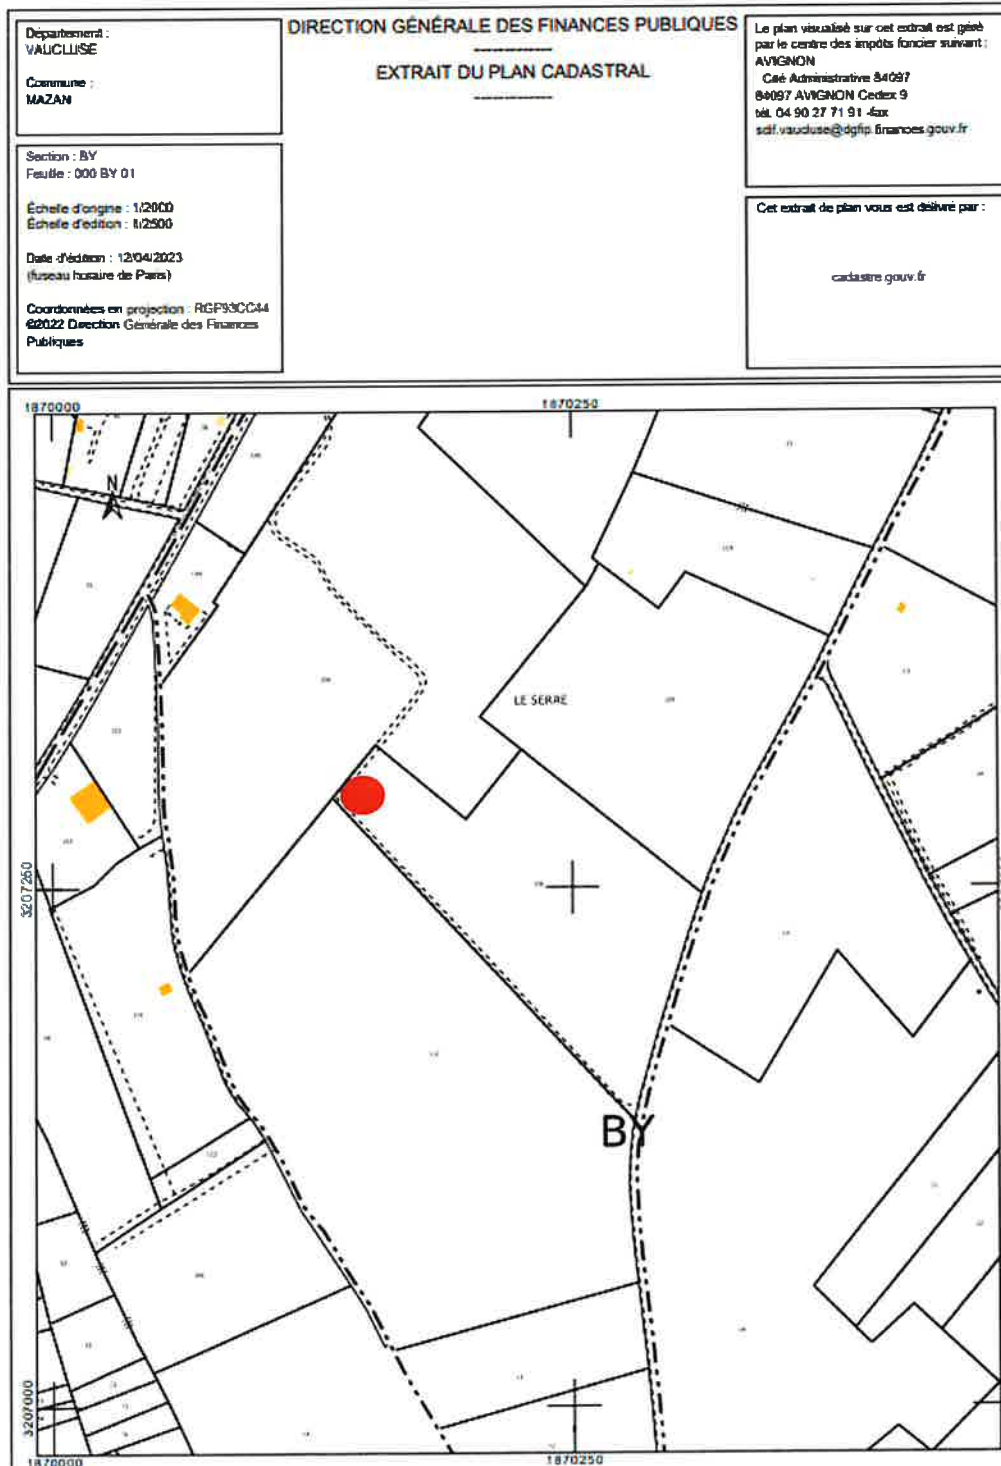 Département :
VAUCLUSE
Commune :
MAZAN
Section : BY
Feuille : 000 BY 01
Échelle d'origine : 1/2000
Échelle d'édition : 1/2500
Date d'édition : 12/04/2023
(fuseau horaire de Paris)
Coordonnées en projection : RGF93CC44
©2022 Direction Générale des Finances
Publiques
DIRECTION GÉNÉRALE DES FINANCES PUBLIQUES
EXTRAIT DU PLAN CADASTRAL
Le plan visualisé sur cet extrait est géré
par le centre des impôts foncier suivant :
AVIGNON
Cité Administrative 84097
84097 AVIGNON Cedex 9
tél. 04 90 27 71 91 -fax
sdif.vaucluse@dgfip.finances.gouv.fr
Cet extrait de plan vous est délivré par :
cadastre.gouv.fr
1870000
1870250
N
LE SERRE
3207250
BY
3207000
1870000
1870250